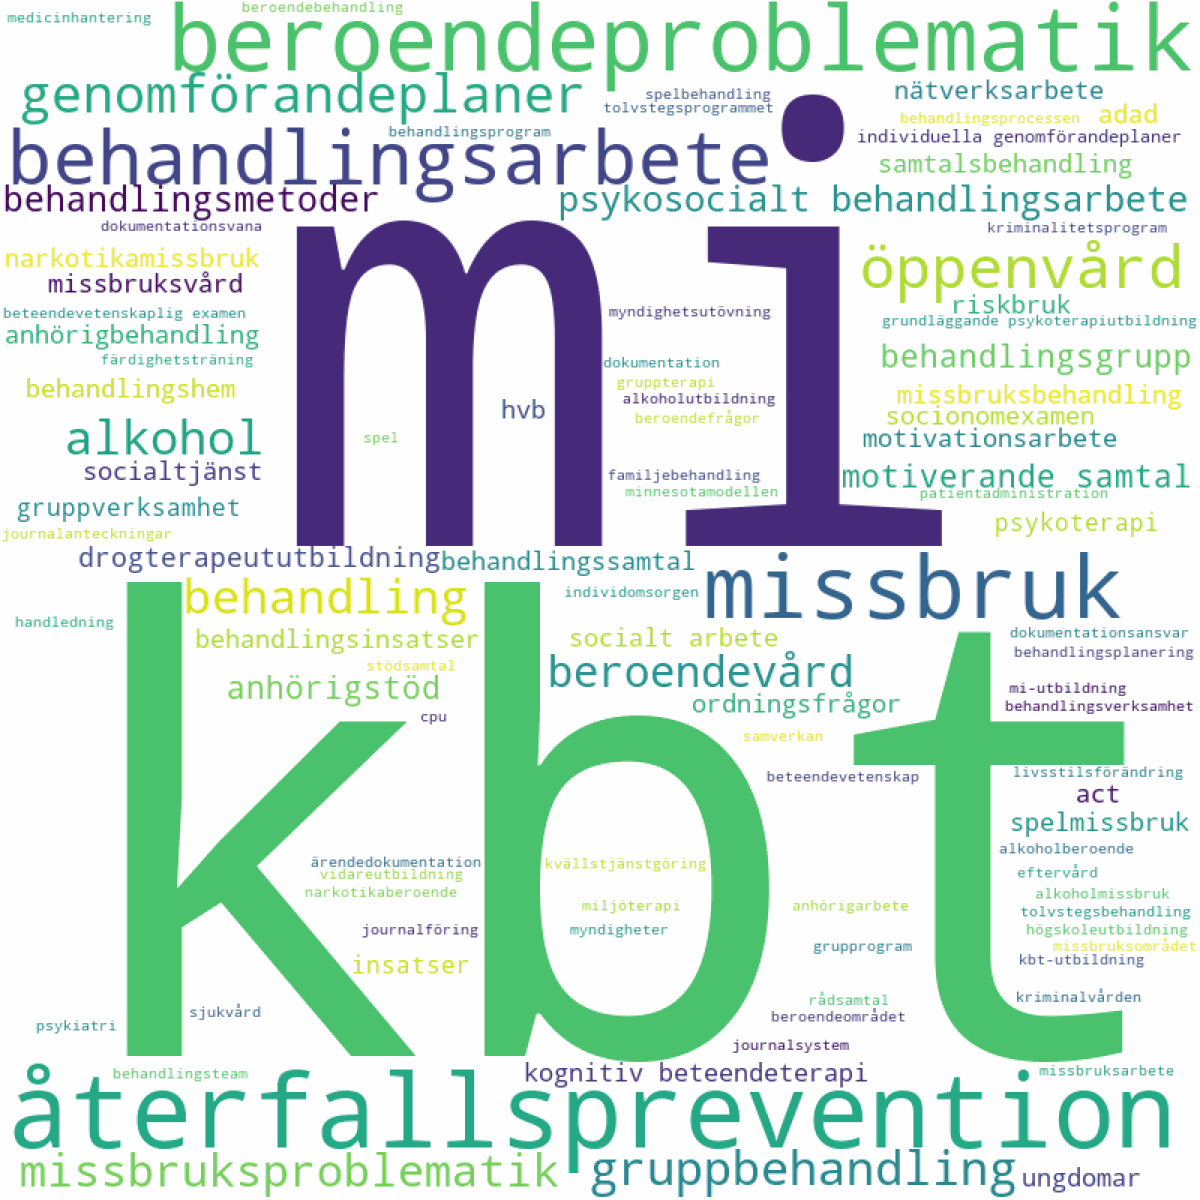 beroendebehandling
medicinhantering
beroendeproblematik
genomförandeplaner
spelbehandling
tolvstegsprogrammet
nätverksarbete
behandlingsprocessen
adad
behandlingsprogram
individuella genomförandeplaner
behandlingsarbete
samtalsbehandling
behandlingsmetoder
psykosocialt behandlingsarbete
dokumentationsvana
kriminalitetsprogram
mi
narkotikamissbruk
öppenvård
missbruksvård
riskbruk
beteendevetenskaplig examen
myndighetsutövning
grundläggande psykoterapiutbildning
anhörigbehandling
behandlingsgrupp
färdighetsträning
dokumentation
behandlingshem
gruppterapi
missbruksbehandling
alkoholutbildning
hvb
beroendefrågor
socionomexamen
alkohol
spel
motivationsarbete
socialtjänst
familjebehandling
motiverande samtal
minnesotamodellen
patientadministration
gruppverksamhet
psykoterapi
journalanteckningar
drogterapeututbildning
behandlingssamtal
missbruk
behandling
individomsorgen
handledning
kbt
behandlingsinsatser
socialt arbete
dokumentationsansvar
behandlingsplanering
stödsamtal
beroendevård
anhörigstöd
mi-utbildning
ordningsfrågor
behandlingsverksamhet
cpu
samverkan
beteendevetenskap
livsstilsförändring
act
spelmissbruk
alkoholberoende
ärendedokumentation
kvällstjänstgöring
vidareutbildning
eftervård
narkotikaberoende
alkoholmissbruk
miljöterapi
anhörigarbete
tolvstegsbehandling
journalföring
myndigheter
högskoleutbildning
grupprogram
missbruksområdet
insatser
kbt-utbildning
rådsamtal
kriminalvården
sjukvård
beroendeområdet
psykiatri
journalsystem
behandlingsteam
kognitiv beteendeterapi
missbruksarbete
återfallsprevention
missbruksproblematik
gruppbehandling
ungdomar